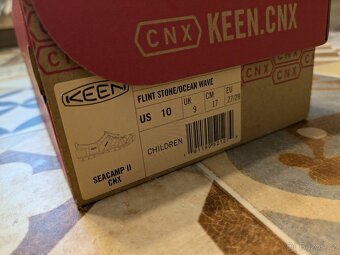 CNX KEEN.CNX
CNX
KEEN
FLINT STONE/OCEAN WAVE
US 10 UK 9 CM 17 EU 27/28
CHILDREN
SEACAMP II
CNX